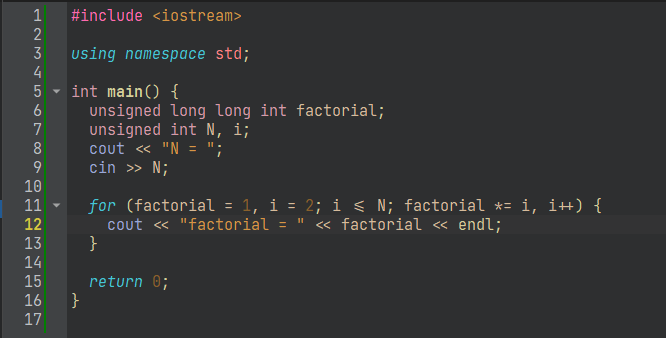 1 #include <iostream>
2
3 using namespace std;
4
5 int main() {
6 unsigned long long int factorial;
7 unsigned int N, i;
8 cout << "N = ";
9 cin >> N;
10
11 for (factorial = 1, i = 2; i <= N; factorial *= i, i++) {
12 cout << "factorial = " << factorial << endl;
13 }
14
15 return 0;
16 }
17